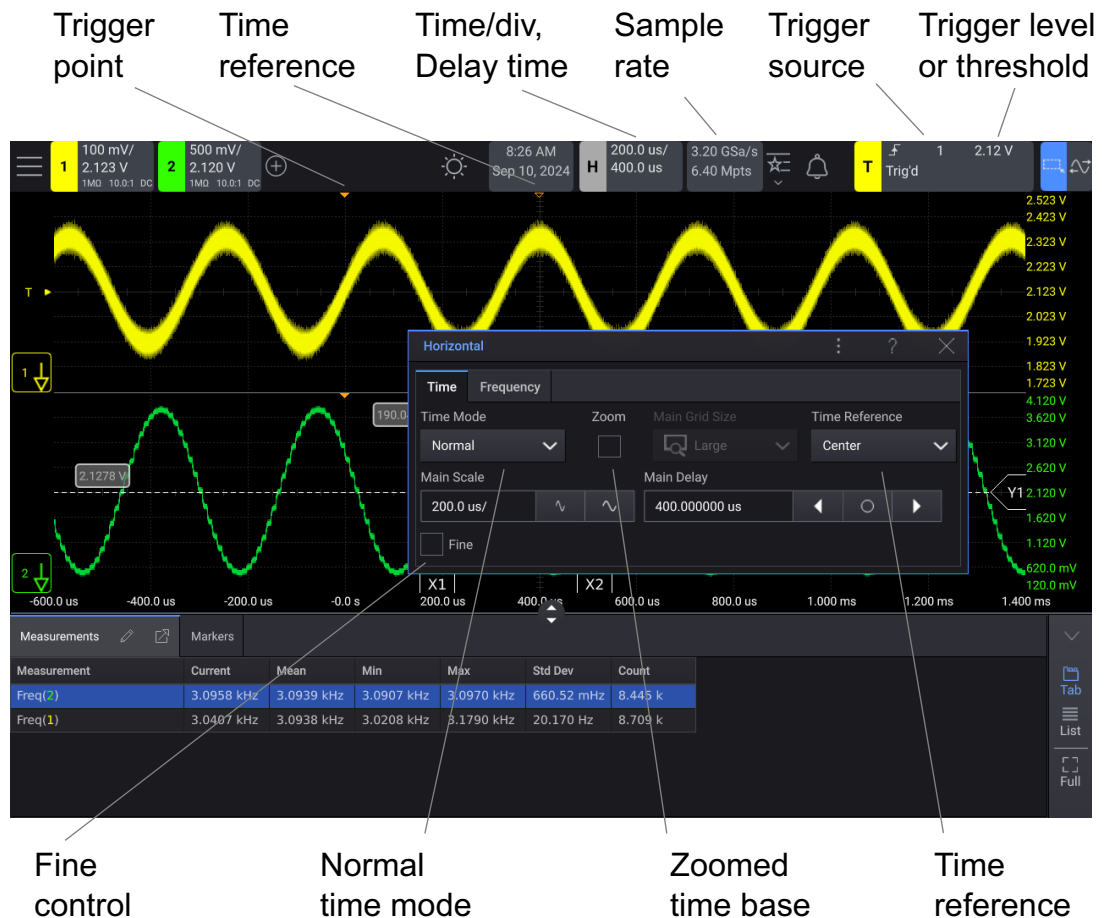 Trigger point
Time reference
Time/div, Delay time
Sample rate
Trigger source
Trigger level or threshold
1
100 mV/
2.123 V
1MΩ 10.0:1 DC
2
500 mV/
2.120 V
1MΩ 10.0:1 DC
8:26 AM
Sep 10, 2024
H
200.0 us/
400.0 us
3.20 GSa/s
6.40 Mpts
T
1
2.12 V
Trig'd
2.523 V
2.423 V
2.323 V
2.223 V
T
2.123 V
2.023 V
1.923 V
1.823 V
1.723 V
1
4.120 V
3.620 V
3.120 V
2.620 V
Y1
2.120 V
1.620 V
1.120 V
620.0 mV
120.0 mV
2
190.0
2.1278 V
Horizontal
?
Time
Frequency
Time Mode
Zoom
Main Grid Size
Time Reference
Normal
Large
Center
Main Scale
Main Delay
200.0 us/
400.000000 us
Fine
X1
X2
-600.0 us
-400.0 us
-200.0 us
-0.0 s
200.0 us
400.0 us
600.0 us
800.0 us
1.000 ms
1.200 ms
1.400 ms
Measurements
Markers
Measurement Current Mean Min Max Std Dev Count
Freq(2) 3.0958 kHz 3.0939 kHz 3.0907 kHz 3.0970 kHz 660.52 mHz 8.445 k
Freq(1) 3.0407 kHz 3.0938 kHz 3.0208 kHz 3.1790 kHz 20.170 Hz 8.709 k
Tab
List
Full
Fine control
Normal time mode
Zoomed time base
Time reference